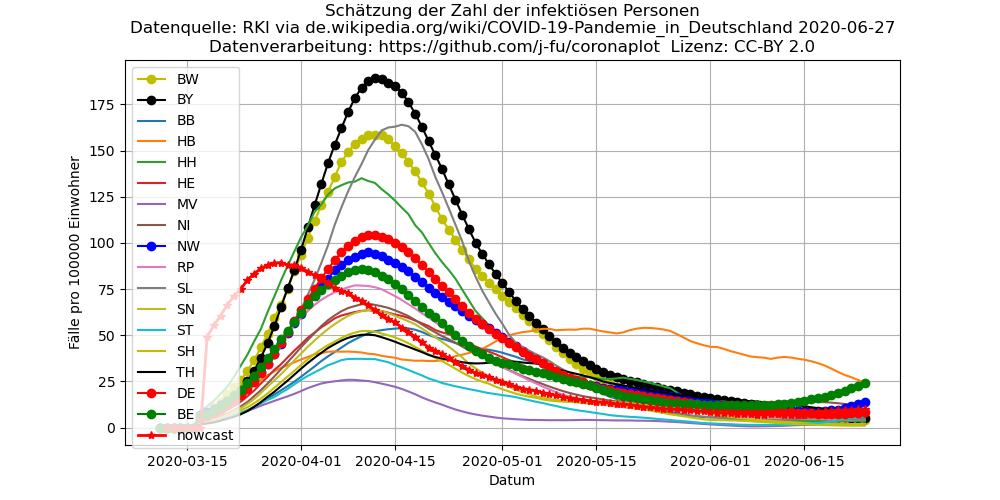 Schätzung der Zahl der infektiösen Personen
Datenquelle: RKI via de.wikipedia.org/wiki/COVID-19-Pandemie_in_Deutschland 2020-06-27
Datenverarbeitung: https://github.com/j-fu/coronaplot  Lizenz: CC-BY 2.0
Fälle pro 100000 Einwohner
175
150
125
100
75
50
25
0
BW
BY
BB
HB
HH
HE
MV
NI
NW
RP
SL
SN
ST
SH
TH
DE
BE
nowcast
2020-03-15 2020-04-01 2020-04-15 2020-05-01 2020-05-15 2020-06-01 2020-06-15
Datum